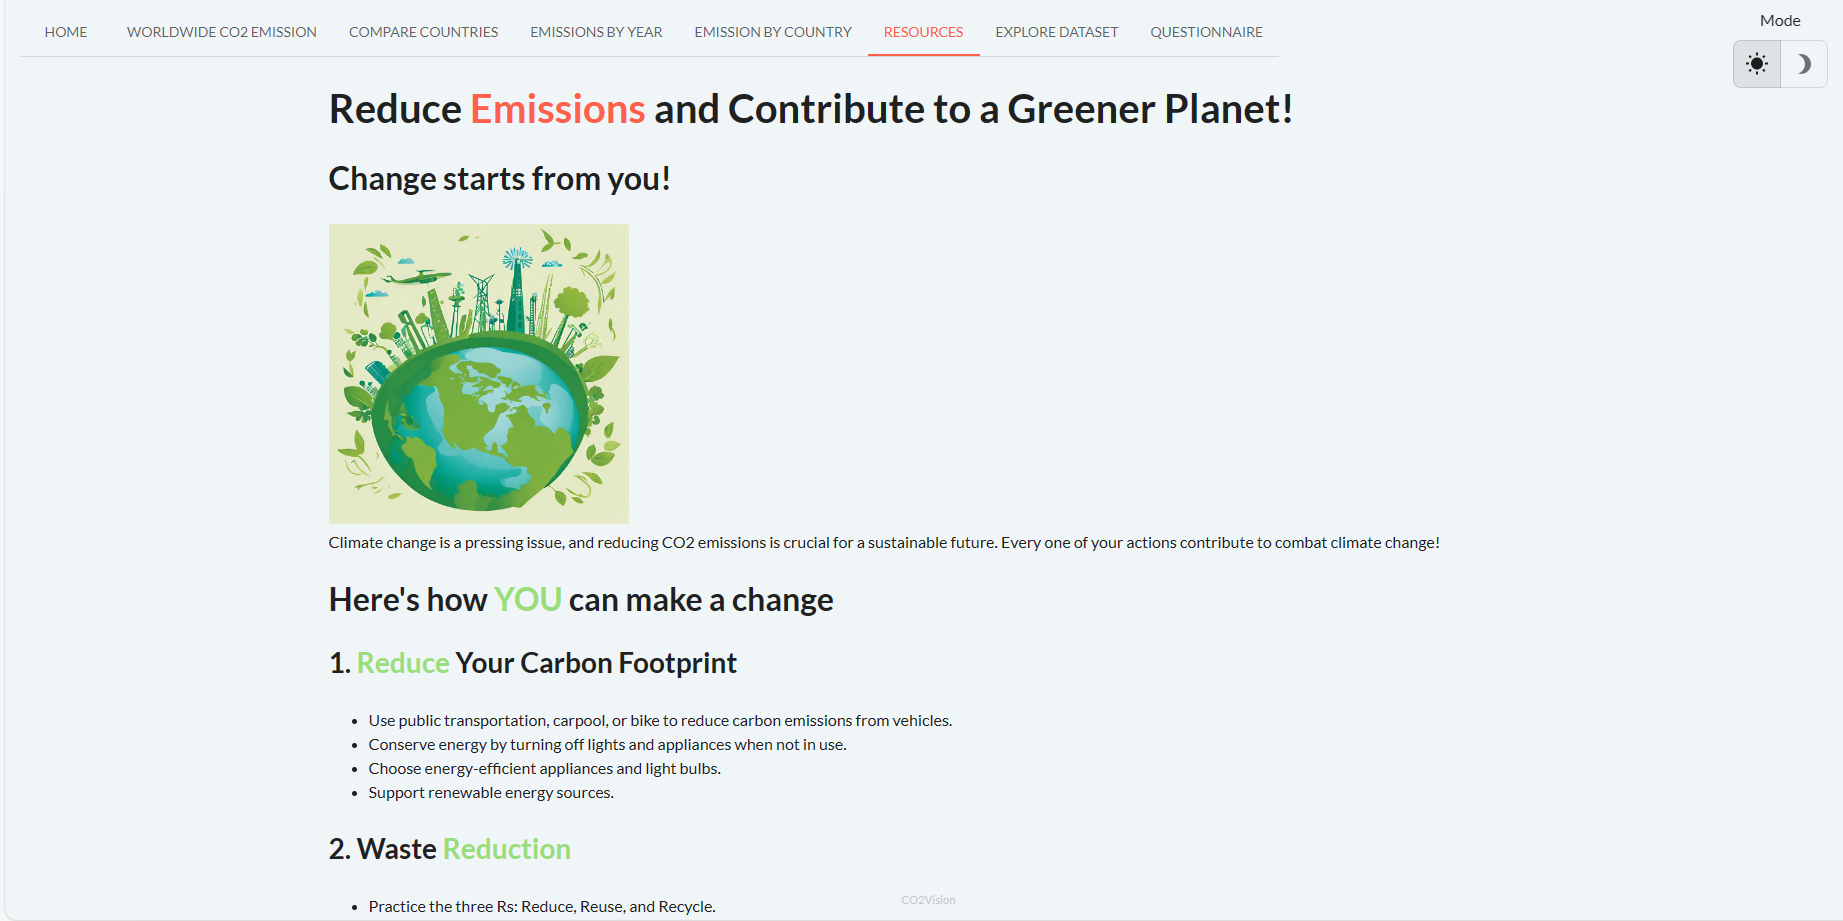 HOME WORLDWIDE CO2 EMISSION COMPARE COUNTRIES EMISSIONS BY YEAR EMISSION BY COUNTRY RESOURCES EXPLORE DATASET QUESTIONNAIRE
Mode
Reduce Emissions and Contribute to a Greener Planet!
Change starts from you!
Climate change is a pressing issue, and reducing CO2 emissions is crucial for a sustainable future. Every one of your actions contribute to combat climate change!
Here's how YOU can make a change
1. Reduce Your Carbon Footprint
• Use public transportation, carpool, or bike to reduce carbon emissions from vehicles.
• Conserve energy by turning off lights and appliances when not in use.
• Choose energy-efficient appliances and light bulbs.
• Support renewable energy sources.
2. Waste Reduction
• Practice the three Rs: Reduce, Reuse, and Recycle.
CO2Vision